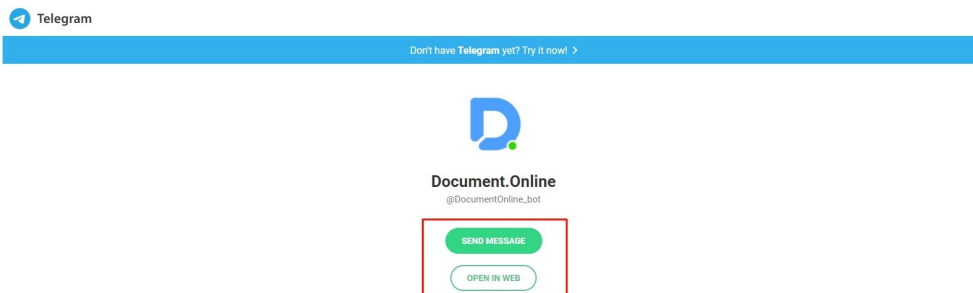 Telegram
Don't have Telegram yet? Try it now! >
Document.Online
@DocumentOnline_bot
SEND MESSAGE
OPEN IN WEB